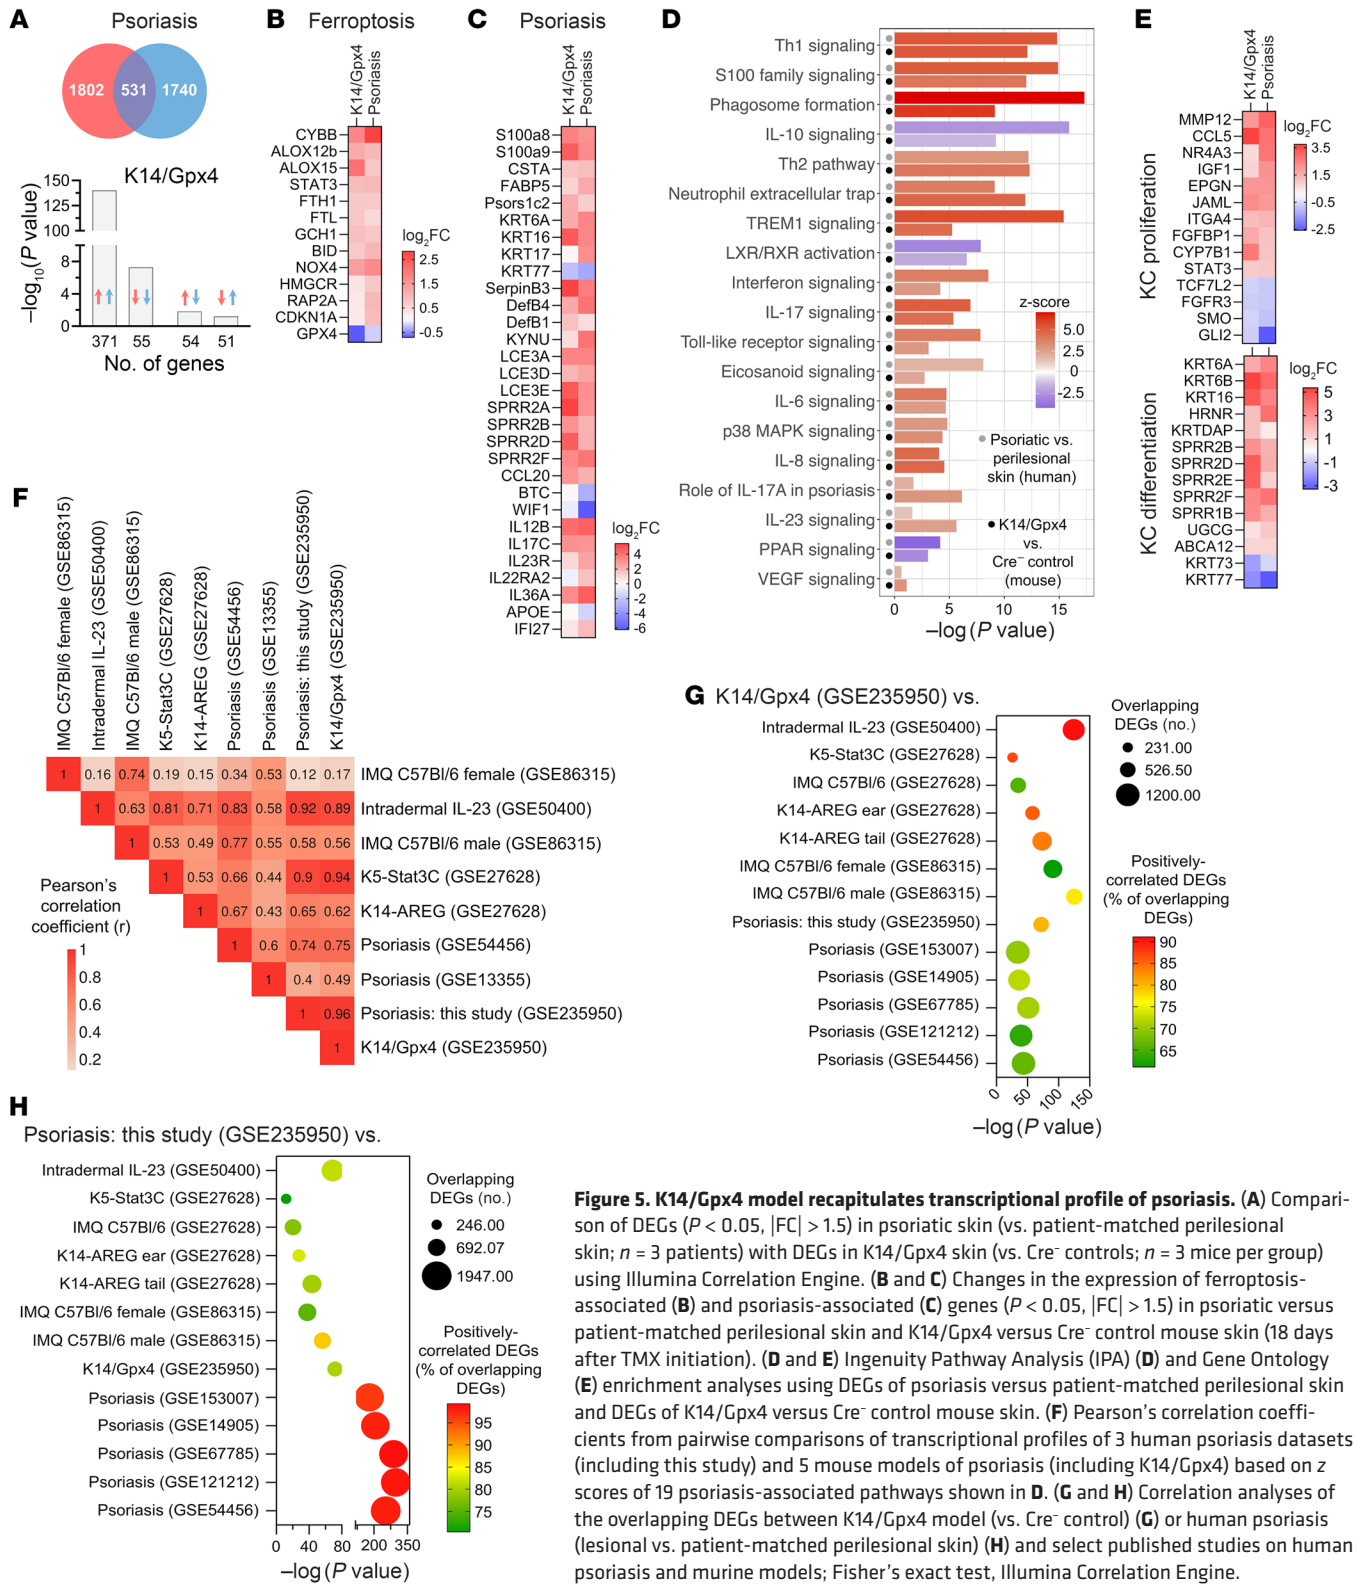 A
Psoriasis
1802
531
1740
K14/Gpx4
–log10(P value)
150
125
100
8
4
0
371
55
54
51
No. of genes
B
Ferroptosis
K14/Gpx4
Psoriasis
CYBB
ALOX12b
ALOX15
STAT3
FTH1
FTL
GCH1
BID
NOX4
HMGCR
RAP2A
CDKN1A
GPX4
log2FC
2.5
1.5
0.5
-0.5
C
Psoriasis
K14/Gpx4
Psoriasis
S100a8
S100a9
CSTA
FABP5
Psors1c2
KRT6A
KRT16
KRT17
KRT77
SerpinB3
DefB4
DefB1
KYNU
LCE3A
LCE3D
LCE3E
SPRR2A
SPRR2B
SPRR2D
SPRR2F
CCL20
BTC
WIF1
IL12B
IL17C
IL23R
IL22RA2
IL36A
APOE
IFI27
log2FC
4
2
0
-2
-4
-6
D
Th1 signaling
S100 family signaling
Phagosome formation
IL-10 signaling
Th2 pathway
Neutrophil extracellular trap
TREM1 signaling
LXR/RXR activation
Interferon signaling
IL-17 signaling
Toll-like receptor signaling
Eicosanoid signaling
IL-6 signaling
p38 MAPK signaling
IL-8 signaling
Role of IL-17A in psoriasis
IL-23 signaling
PPAR signaling
VEGF signaling
z-score
5.0
2.5
0
-2.5
Psoriatic vs.
perilesional
skin (human)
K14/Gpx4
vs.
Cre– control
(mouse)
0
5
10
15
–log(P value)
E
K14/Gpx4
Psoriasis
KC proliferation
MMP12
CCL5
NR4A3
IGF1
EPGN
JAML
ITGA4
FGFBP1
CYP7B1
STAT3
TCF7L2
FGFR3
SMO
GLI2
log2FC
3.5
1.5
-0.5
-2.5
KC differentiation
KRT6A
KRT6B
KRT16
HRNR
KRTDAP
SPRR2B
SPRR2D
SPRR2E
SPRR2F
SPRR1B
UGCG
ABCA12
KRT73
KRT77
log2FC
5
3
1
-1
-3
F
IMQ C57Bl/6 female (GSE86315)
Intradermal IL-23 (GSE50400)
IMQ C57Bl/6 male (GSE86315)
K5-Stat3C (GSE27628)
K14-AREG (GSE27628)
Psoriasis (GSE54456)
Psoriasis (GSE13355)
Psoriasis: this study (GSE235950)
K14/Gpx4 (GSE235950)
1 0.16 0.74 0.19 0.15 0.34 0.53 0.12 0.17 IMQ C57Bl/6 female (GSE86315)
1 0.63 0.81 0.71 0.83 0.58 0.92 0.89 Intradermal IL-23 (GSE50400)
1 0.53 0.49 0.77 0.55 0.58 0.56 IMQ C57Bl/6 male (GSE86315)
1 0.53 0.66 0.44 0.9 0.94 K5-Stat3C (GSE27628)
1 0.67 0.43 0.65 0.62 K14-AREG (GSE27628)
1 0.6 0.74 0.75 Psoriasis (GSE54456)
1 0.4 0.49 Psoriasis (GSE13355)
1 0.96 Psoriasis: this study (GSE235950)
1 K14/Gpx4 (GSE235950)
Pearson's
correlation
coefficient (r)
1
0.8
0.6
0.4
0.2
G K14/Gpx4 (GSE235950) vs.
Intradermal IL-23 (GSE50400)
K5-Stat3C (GSE27628)
IMQ C57Bl/6 (GSE27628)
K14-AREG ear (GSE27628)
K14-AREG tail (GSE27628)
IMQ C57Bl/6 female (GSE86315)
IMQ C57Bl/6 male (GSE86315)
Psoriasis: this study (GSE235950)
Psoriasis (GSE153007)
Psoriasis (GSE14905)
Psoriasis (GSE67785)
Psoriasis (GSE121212)
Psoriasis (GSE54456)
0
50
100
150
–log(P value)
Overlapping
DEGs (no.)
231.00
526.50
1200.00
Positively-
correlated DEGs
(% of overlapping
DEGs)
90
85
80
75
70
65
H
Psoriasis: this study (GSE235950) vs.
Intradermal IL-23 (GSE50400)
K5-Stat3C (GSE27628)
IMQ C57Bl/6 (GSE27628)
K14-AREG ear (GSE27628)
K14-AREG tail (GSE27628)
IMQ C57Bl/6 female (GSE86315)
IMQ C57Bl/6 male (GSE86315)
K14/Gpx4 (GSE235950)
Psoriasis (GSE153007)
Psoriasis (GSE14905)
Psoriasis (GSE67785)
Psoriasis (GSE121212)
Psoriasis (GSE54456)
0 40 80 200 350
–log(P value)
Overlapping
DEGs (no.)
246.00
692.07
1947.00
Positively-
correlated DEGs
(% of overlapping
DEGs)
95
90
85
80
75
Figure 5. K14/Gpx4 model recapitulates transcriptional profile of psoriasis. (A) Compari-
son of DEGs (P < 0.05, |FC| > 1.5) in psoriatic skin (vs. patient-matched perilesional
skin; n = 3 patients) with DEGs in K14/Gpx4 skin (vs. Cre– controls; n = 3 mice per group)
using Illumina Correlation Engine. (B and C) Changes in the expression of ferroptosis-
associated (B) and psoriasis-associated (C) genes (P < 0.05, |FC| > 1.5) in psoriatic versus
patient-matched perilesional skin and K14/Gpx4 versus Cre– control mouse skin (18 days
after TMX initiation). (D and E) Ingenuity Pathway Analysis (IPA) (D) and Gene Ontology
(E) enrichment analyses using DEGs of psoriasis versus patient-matched perilesional skin
and DEGs of K14/Gpx4 versus Cre– control mouse skin. (F) Pearson's correlation coeffi-
cients from pairwise comparisons of transcriptional profiles of 3 human psoriasis datasets
(including this study) and 5 mouse models of psoriasis (including K14/Gpx4) based on z
scores of 19 psoriasis-associated pathways shown in D. (G and H) Correlation analyses of
the overlapping DEGs between K14/Gpx4 model (vs. Cre– control) (G) or human psoriasis
(lesional vs. patient-matched perilesional skin) (H) and select published studies on human
psoriasis and murine models; Fisher's exact test, Illumina Correlation Engine.